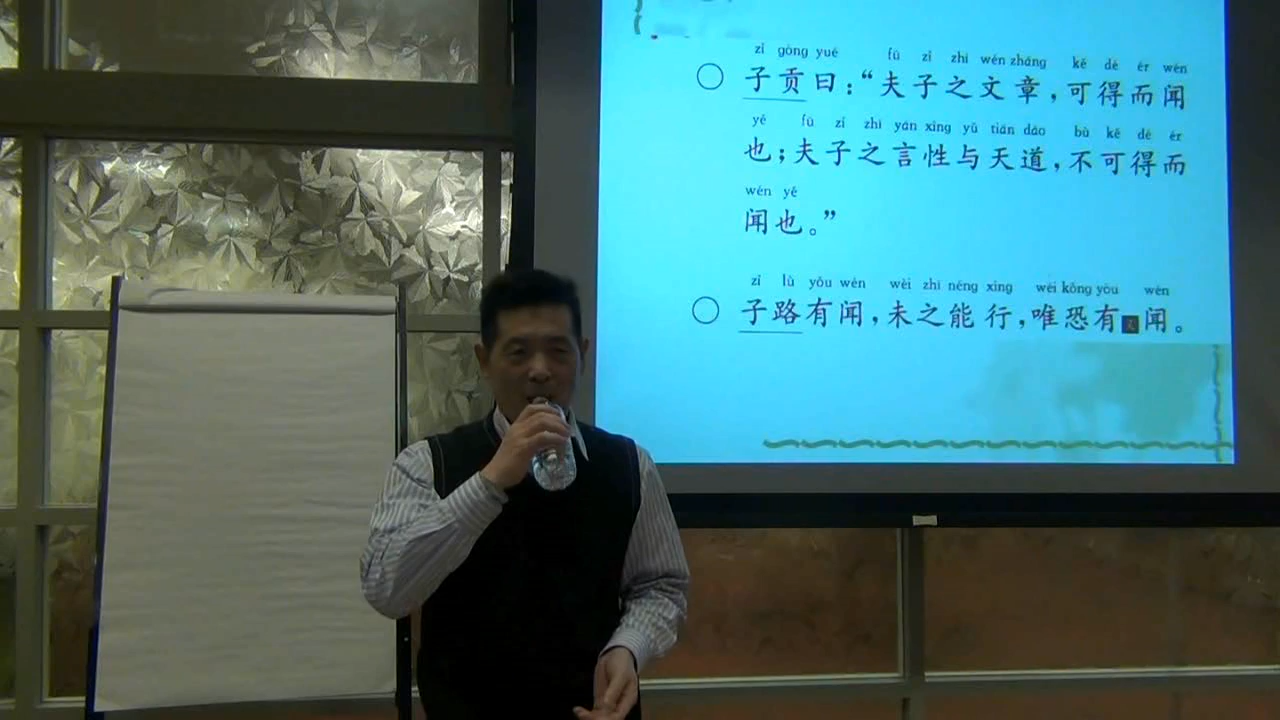 zǐ gòng yuē fū zǐ zhī wén zhāng kě dé ér wén
○ 子贡曰：“夫子之文章，可得而闻
yě fū zǐ zhī yán xìng yǔ tiān dào bù kě dé ér
也；夫子之言性与天道，不可得而
wén yě
闻也。”
zǐ lù yǒu wén wèi zhī néng xíng wéi kǒng yòu wén
○ 子路有闻，未之能行，唯恐有闻。